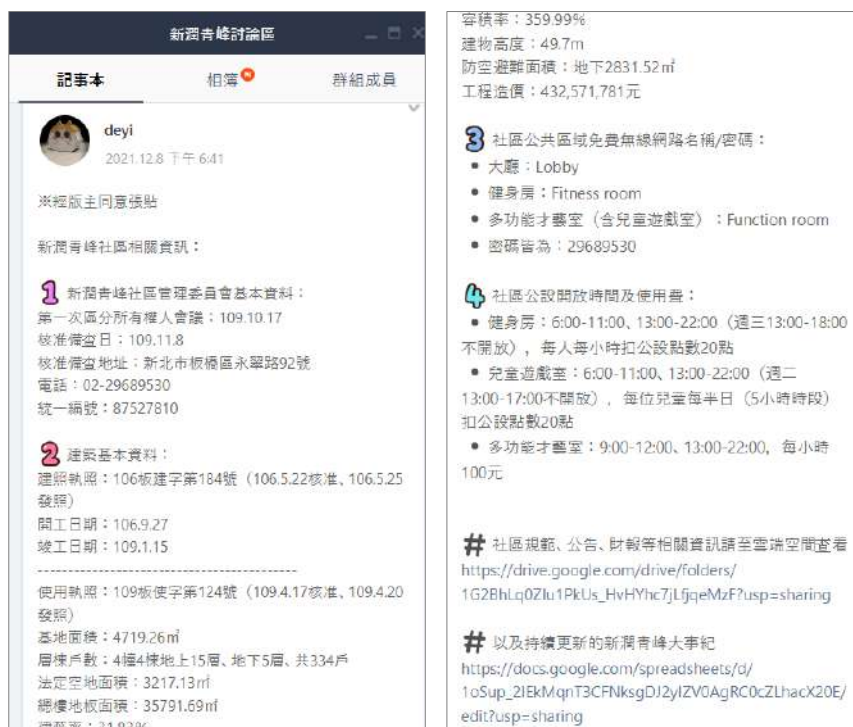 新潤青峰討論區
記事本
相簿
N
群組成員
deyi
2021.12.8 下午 6:41
※經版主同意張貼
新潤青峰社區相關資訊：
1 新潤青峰社區管理委員會基本資料：
第一次區分所有權人會議：109.10.17
核准備查日：109.11.8
核准備查地址：新北市板橋區永翠路92號
電話：02-29689530
統一編號：87527810
2 建築基本資料：
建照執照：106板建字第184號（106.5.22核准、106.5.25
發照）
開工日期：106.9.27
竣工日期：109.1.15
------------------------------------------
使用執照：109板使字第124號（109.4.17核准、109.4.20
發照）
基地面積：4719.26㎡
層棟戶數：4幢4棟地上15層、地下5層、共334戶
法定空地面積：3217.13㎡
總樓地板面積：35791.69㎡
建蔽率：31.83%
容積率：359.99%
建物高度：49.7m
防空避難面積：地下2831.52㎡
工程造價：432,571,781元
3 社區公共區域免費無線網路名稱/密碼：
• 大廳：Lobby
• 健身房：Fitness room
• 多功能才藝室（含兒童遊戲室）：Function room
• 密碼皆為：29689530
4 社區公設開放時間及使用費：
• 健身房：6:00-11:00、13:00-22:00（週三13:00-18:00
不開放），每人每小時扣公設點數20點
• 兒童遊戲室：6:00-11:00、13:00-22:00（週二
13:00-17:00不開放），每位兒童每半日（5小時時段）
扣公設點數20點
• 多功能才藝室：9:00-12:00、13:00-22:00，每小時
100元
# 社區規範、公告、財報等相關資訊請至雲端空間查看
https://drive.google.com/drive/folders/
1G2BhLq0ZIu1PkUs_HvHYhc7jLfjqeMzF?usp=sharing
# 以及持續更新的新潤青峰大事紀
https://docs.google.com/spreadsheets/d/
1oSup_2IEkMqnT3CFNksgDJ2yIZV0AgRC0cZLhacX20E/
edit?usp=sharing